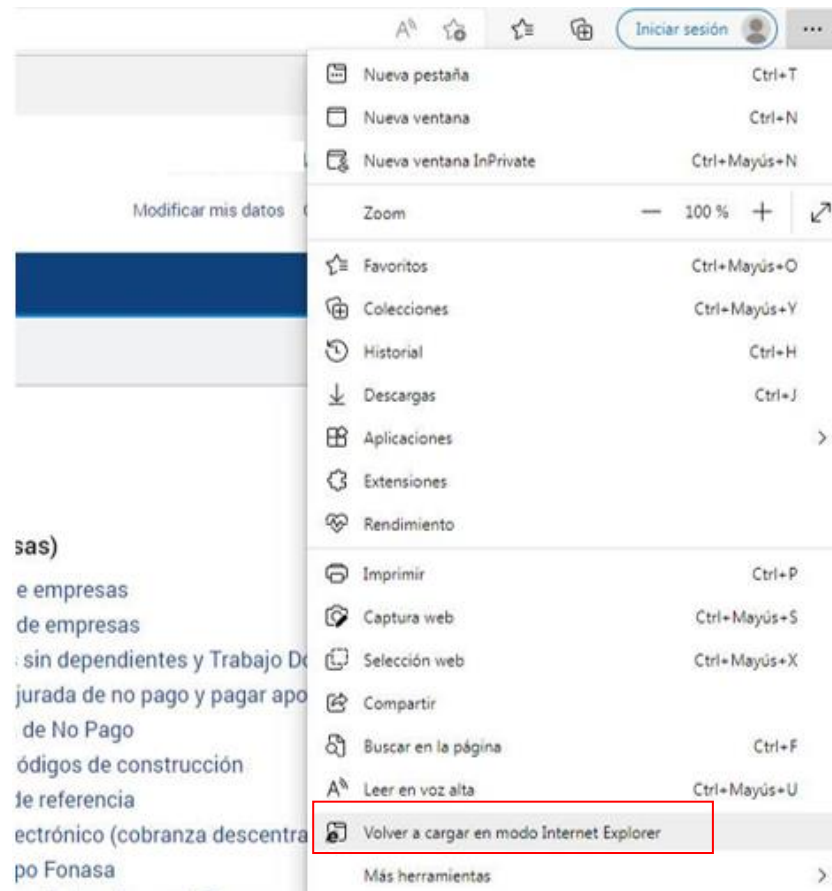 Iniciar sesión
Nueva pestaña Ctrl+T
Nueva ventana Ctrl+N
Nueva ventana InPrivate Ctrl+Mayús+N
Modificar mis datos
Zoom — 100 % +
Favoritos Ctrl+Mayús+O
Colecciones Ctrl+Mayús+Y
Historial Ctrl+H
Descargas Ctrl+J
Aplicaciones
Extensiones
Rendimiento
sas)
Imprimir Ctrl+P
e empresas
Captura web Ctrl+Mayús+S
de empresas
Selección web Ctrl+Mayús+X
sin dependientes y Trabajo Do
Compartir
jurada de no pago y pagar apo
de No Pago
Buscar en la página Ctrl+F
ódigos de construcción
Leer en voz alta Ctrl+Mayús+U
de referencia
Volver a cargar en modo Internet Explorer
ectrónico (cobranza descentra
po Fonasa
Más herramientas